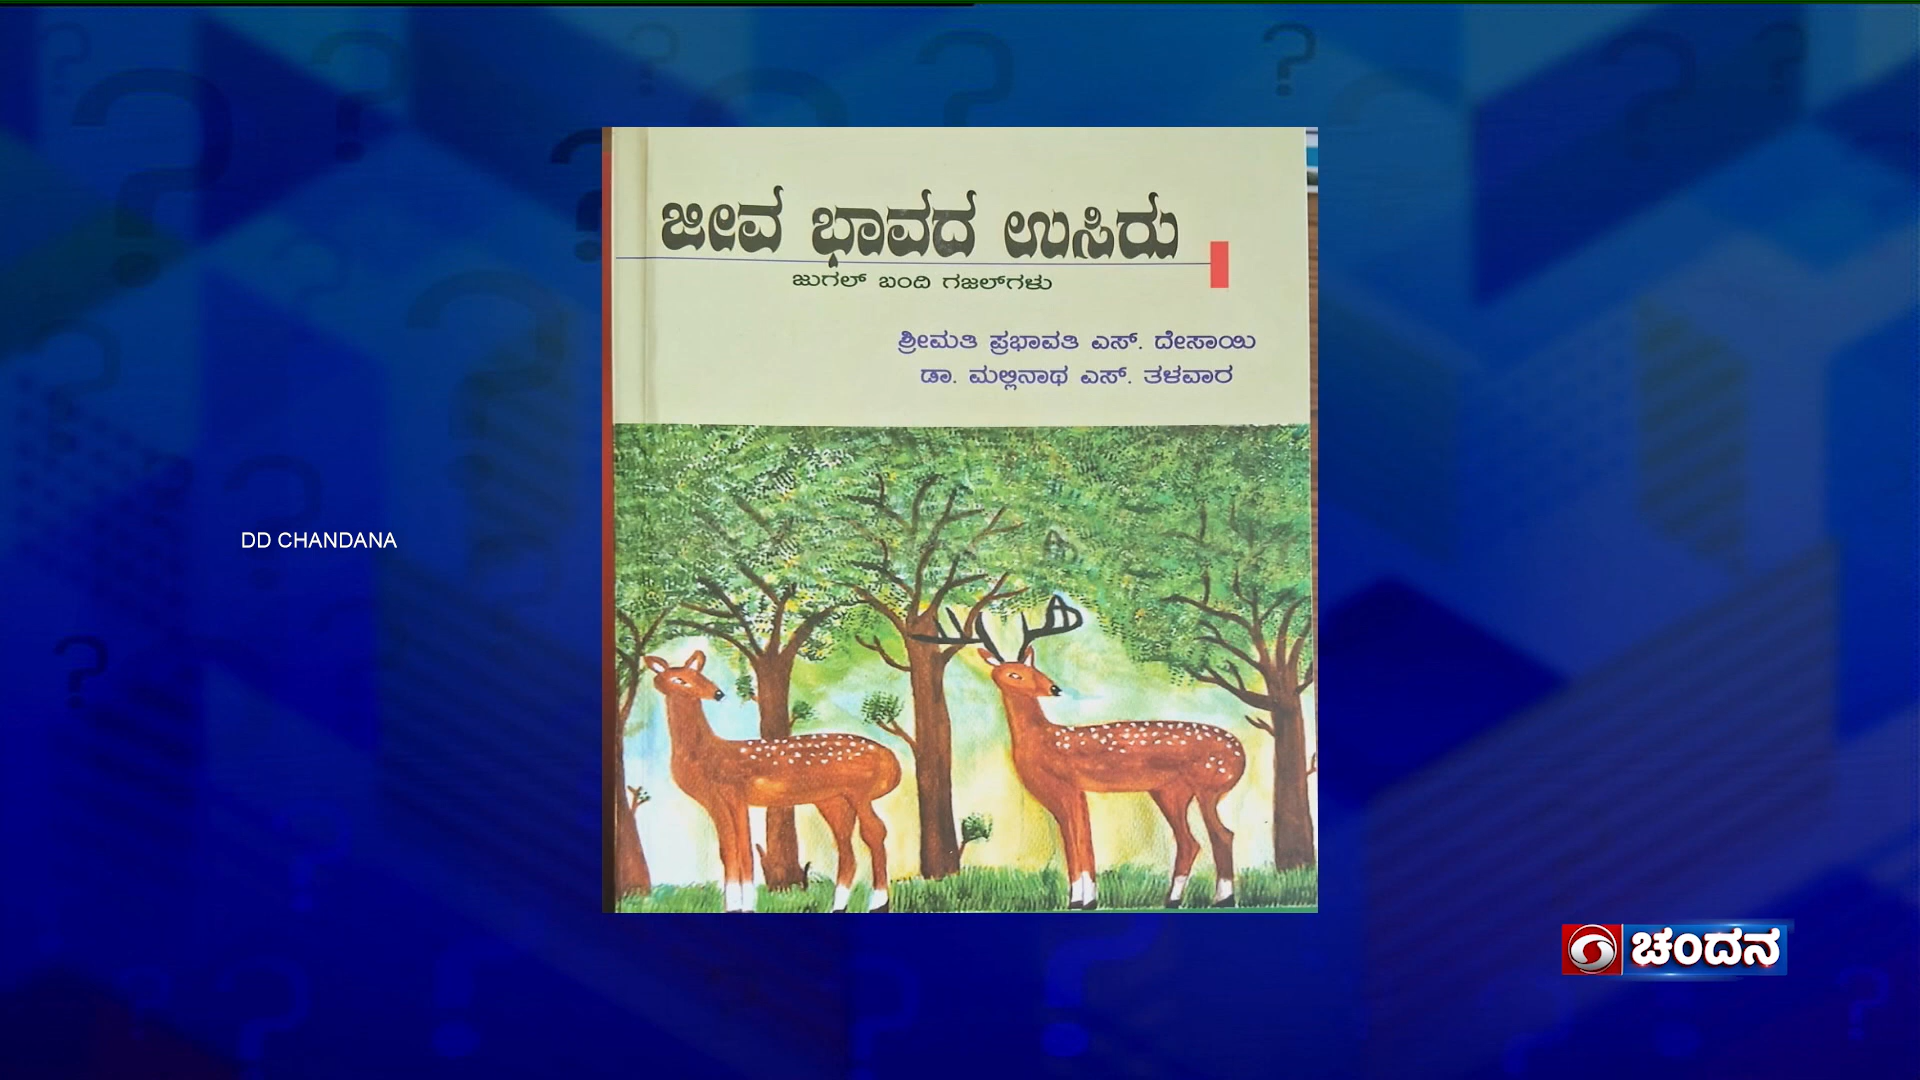 ಜೀವ ಭಾವದ ಉಸಿರು
ಜುಗಲ್ ಬಂದಿ ಗಜಲ್‌ಗಳು
ಶ್ರೀಮತಿ ಪ್ರಭಾವತಿ ಎಸ್. ದೇಸಾಯಿ
ಡಾ. ಮಲ್ಲಿನಾಥ ಎಸ್. ತಳವಾರ
DD CHANDANA
ಚಂದನ